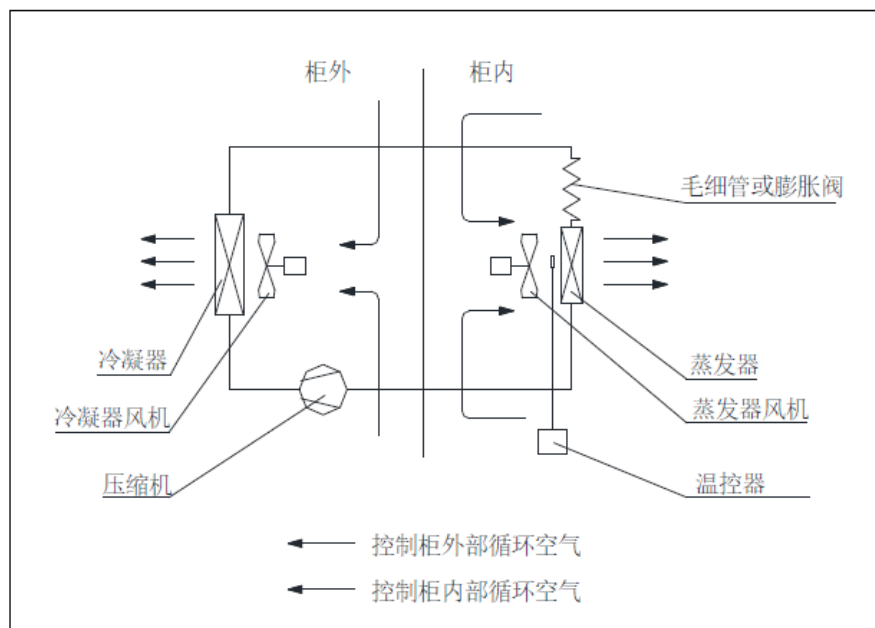 柜外
柜内
毛细管或膨胀阀
冷凝器
蒸发器
冷凝器风机
蒸发器风机
压缩机
温控器
控制柜外部循环空气
控制柜内部循环空气